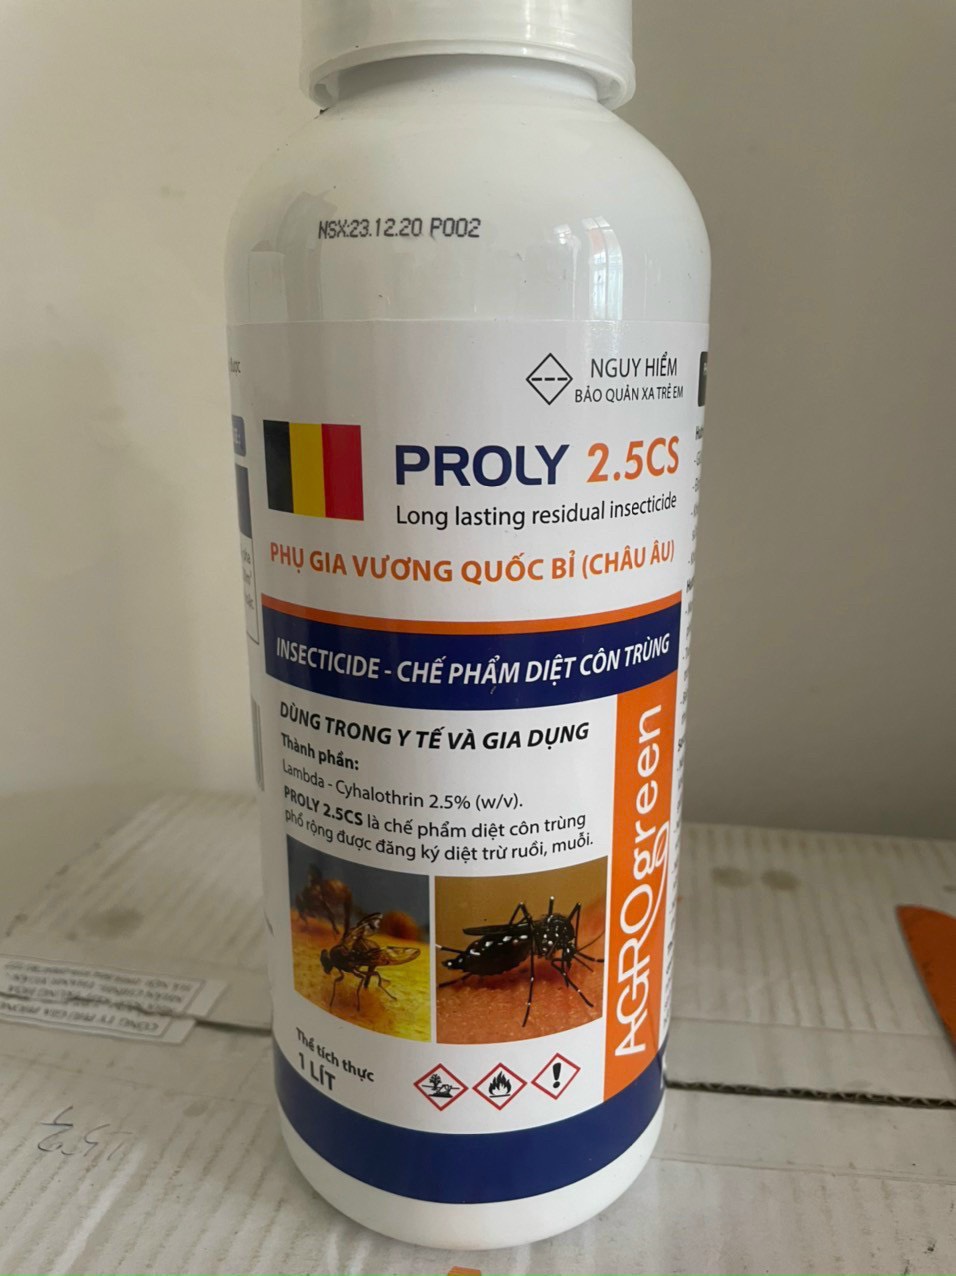 NSX:23.12.20 P002
NGUY HIỂM
BẢO QUẢN XA TRẺ EM
PROLY 2.5CS
Long lasting residual insecticide
PHỤ GIA VƯƠNG QUỐC BỈ (CHÂU ÂU)
INSECTICIDE - CHẾ PHẨM DIỆT CÔN TRÙNG
DÙNG TRONG Y TẾ VÀ GIA DỤNG
Thành phần:
Lambda - Cyhalothrin 2.5% (w/v).
PROLY 2.5CS là chế phẩm diệt côn trùng
phổ rộng được đăng ký diệt trừ ruồi, muỗi.
AGROgreen
Thể tích thực
1 LÍT